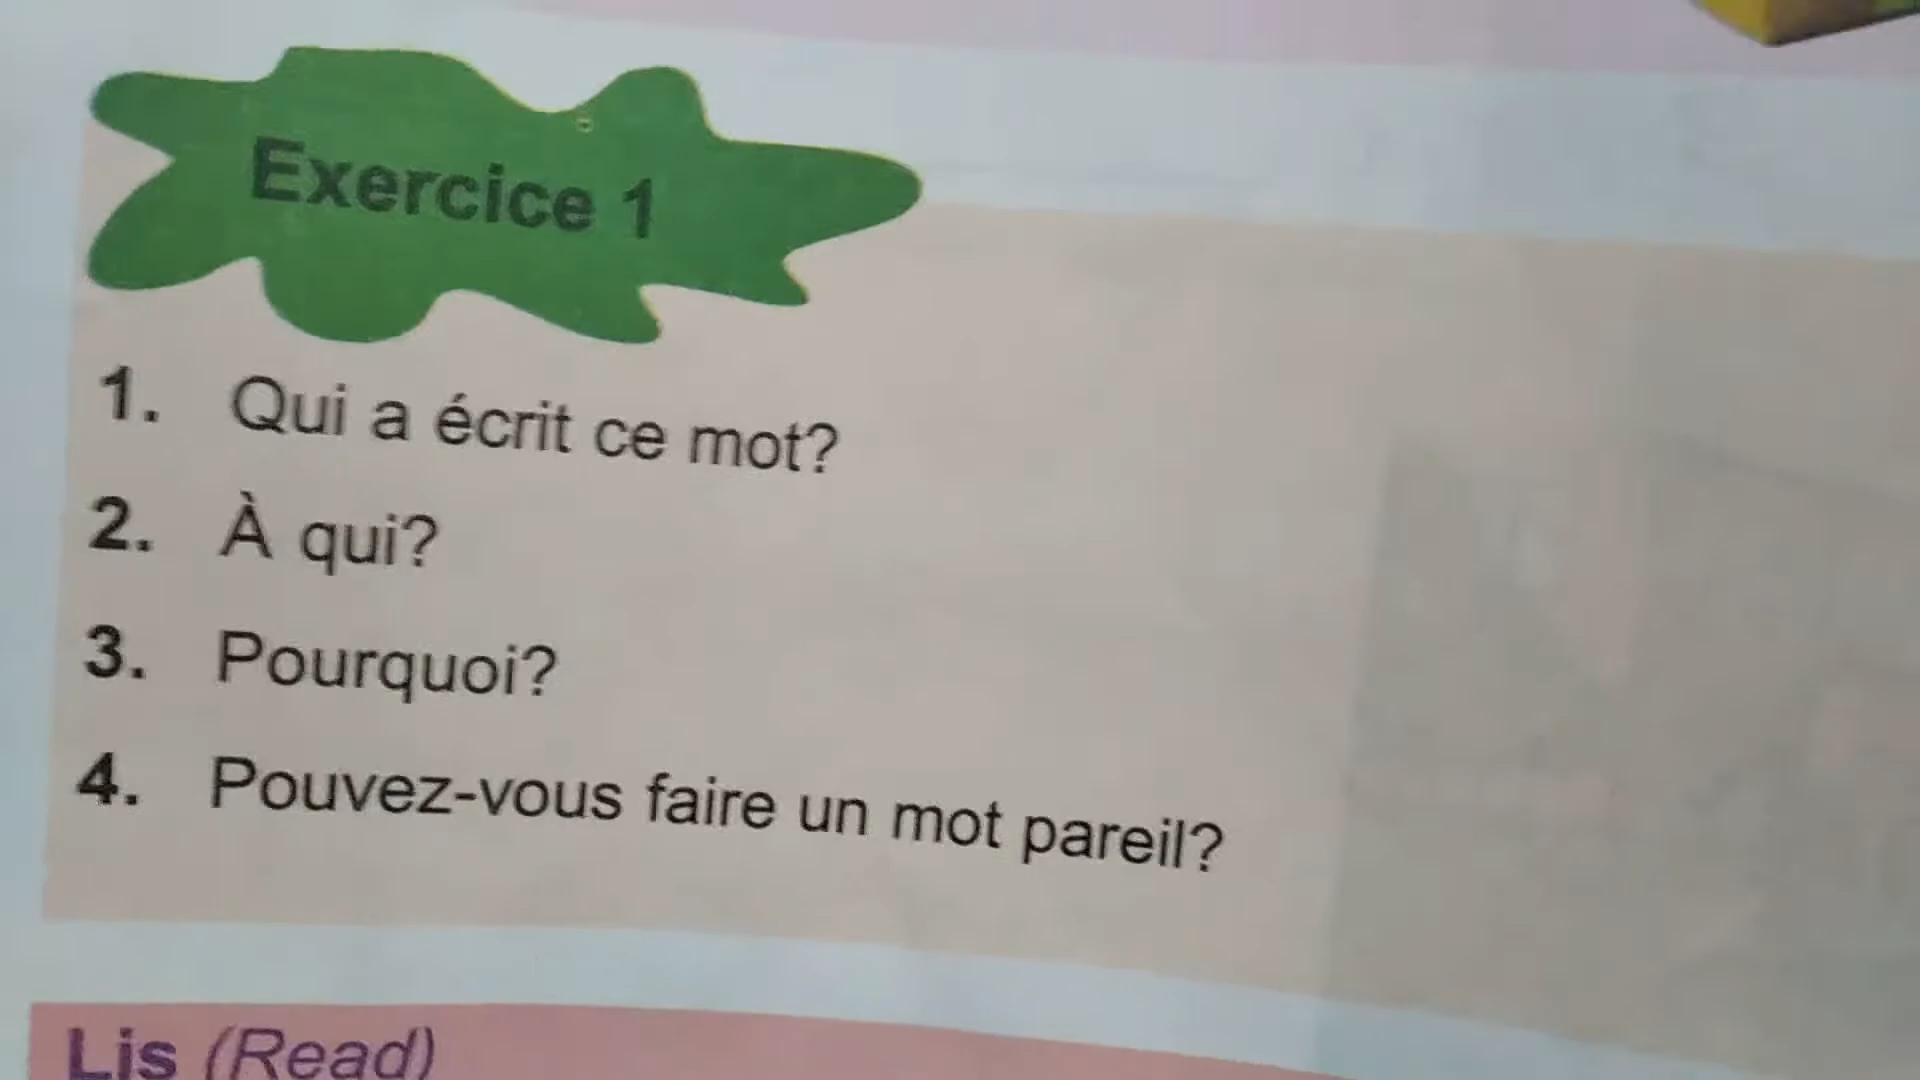 Exercice 1
1. Qui a écrit ce mot?
2. À qui?
3. Pourquoi?
4. Pouvez-vous faire un mot pareil?
Lis (Read)